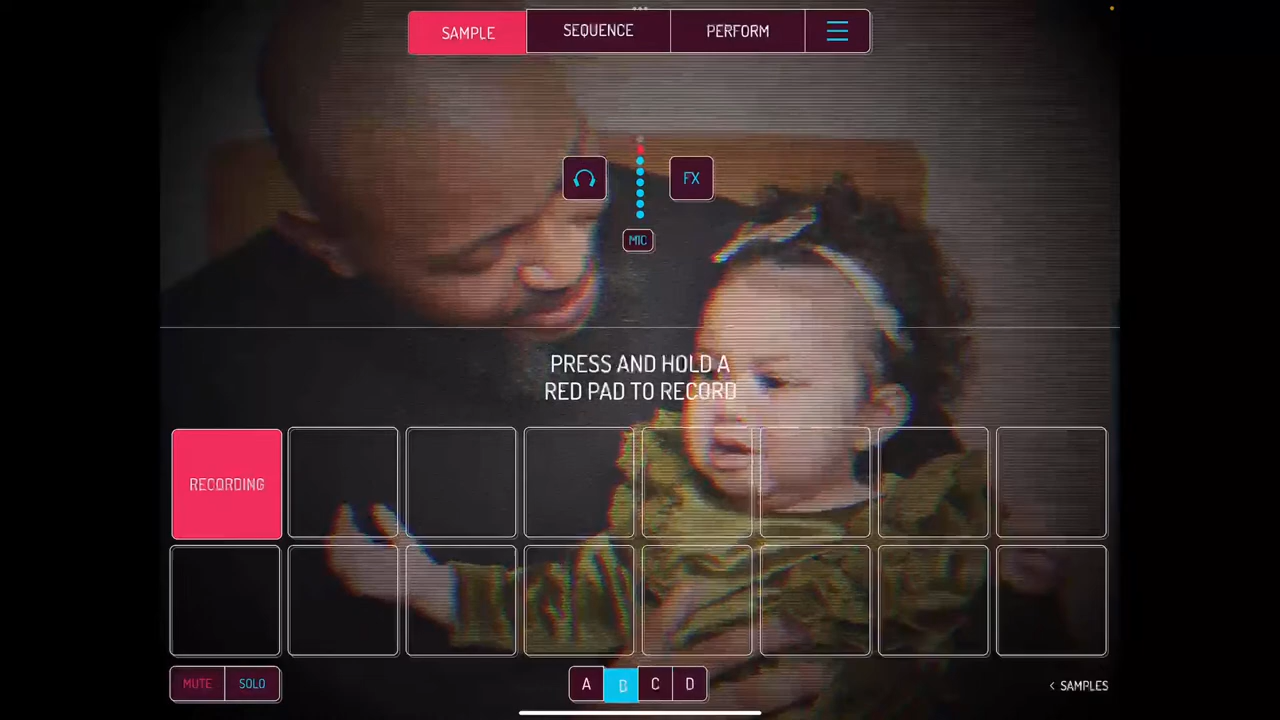 SAMPLE SEQUENCE PERFORM
FX
MIC
PRESS AND HOLD A
RED PAD TO RECORD
RECORDING
MUTE SOLO A B C D < SAMPLES